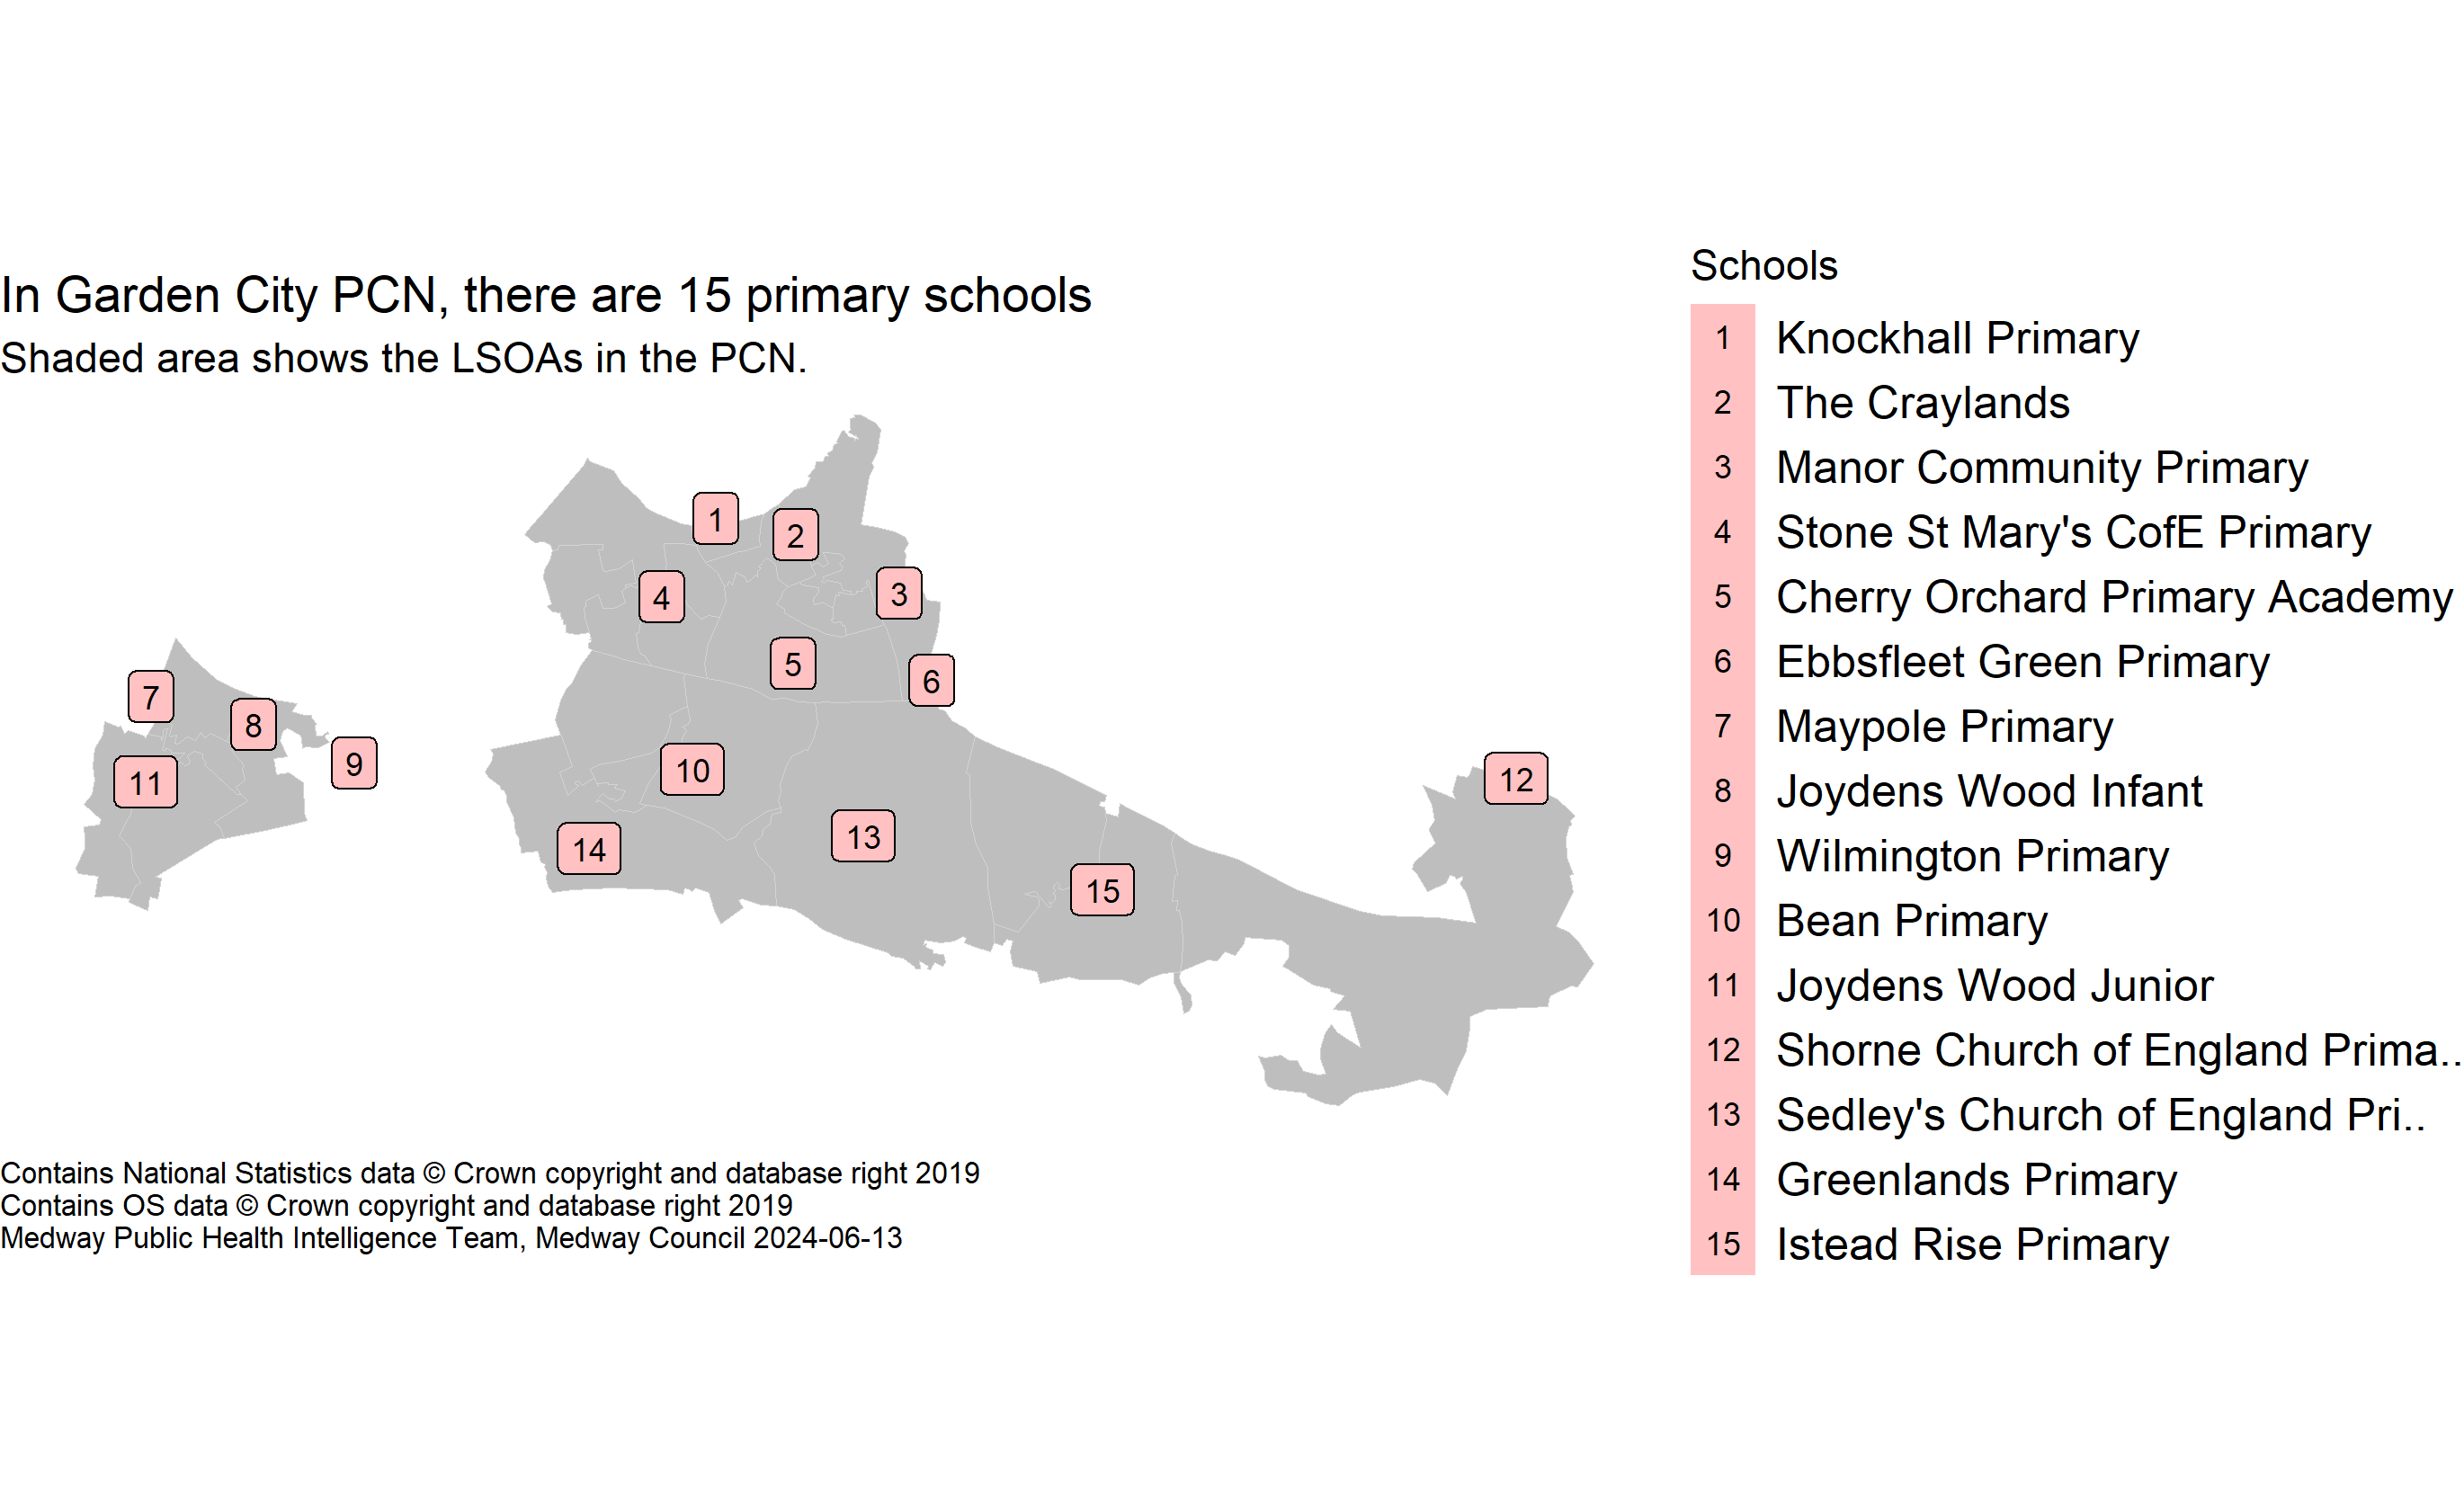 In Garden City PCN, there are 15 primary schools
Shaded area shows the LSOAs in the PCN.
1
2
3
4
5
6
7
8
9
10
11
12
13
14
15
Contains National Statistics data © Crown copyright and database right 2019
Contains OS data © Crown copyright and database right 2019
Medway Public Health Intelligence Team, Medway Council 2024-06-13
Schools
1 Knockhall Primary
2 The Craylands
3 Manor Community Primary
4 Stone St Mary's CofE Primary
5 Cherry Orchard Primary Academy
6 Ebbsfleet Green Primary
7 Maypole Primary
8 Joydens Wood Infant
9 Wilmington Primary
10 Bean Primary
11 Joydens Wood Junior
12 Shorne Church of England Prima..
13 Sedley's Church of England Pri..
14 Greenlands Primary
15 Istead Rise Primary